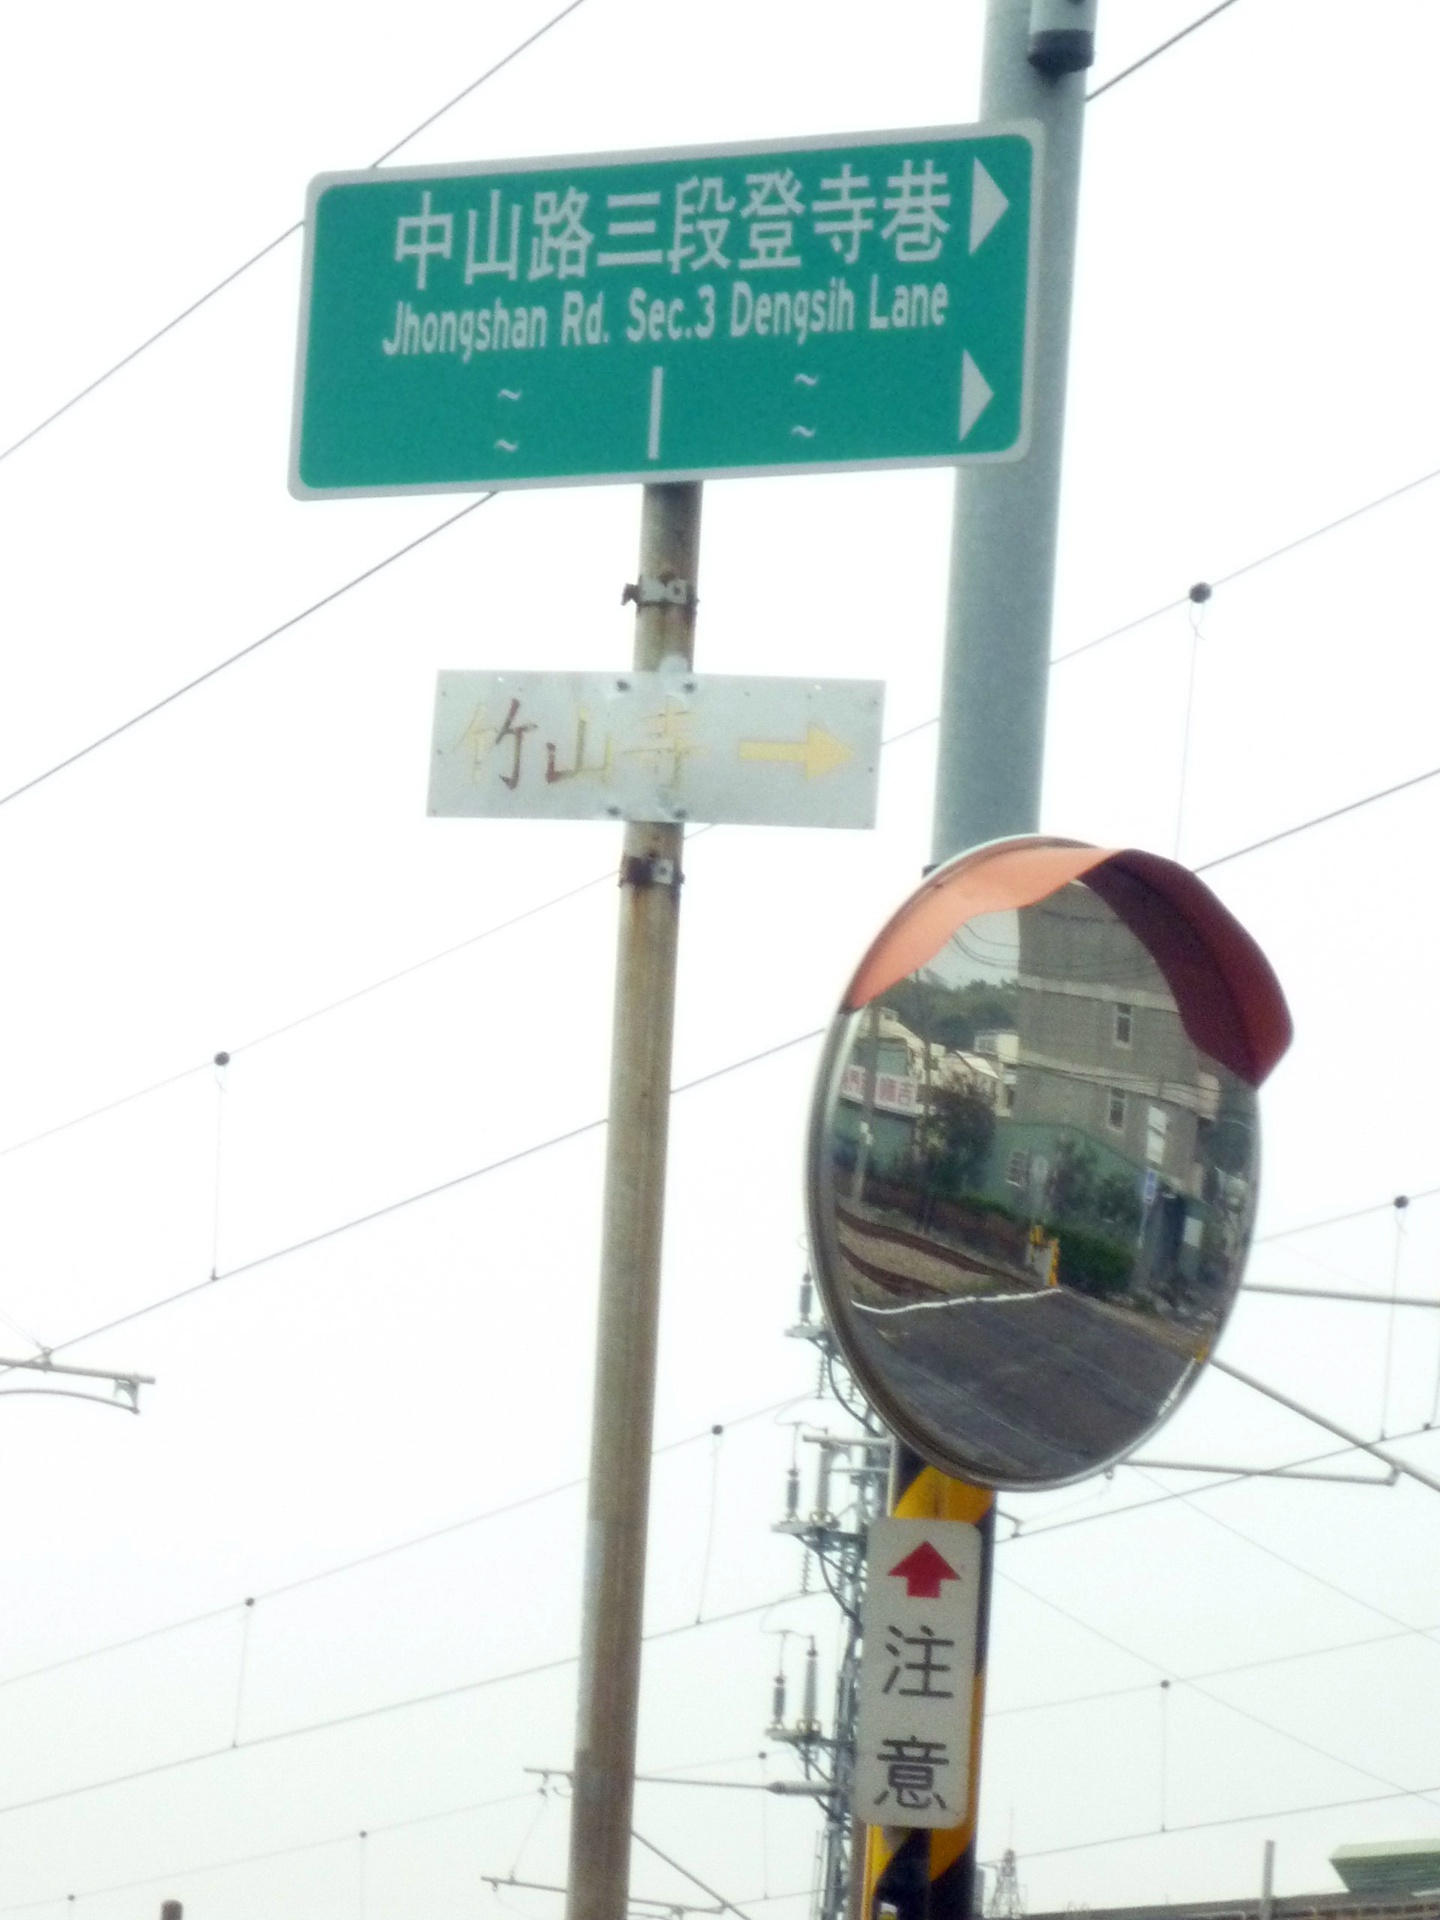 中山路三段登寺巷
Jhongshan Rd. Sec.3 Dengsih Lane
~ | ~
~ ~
竹山寺 →
注
意